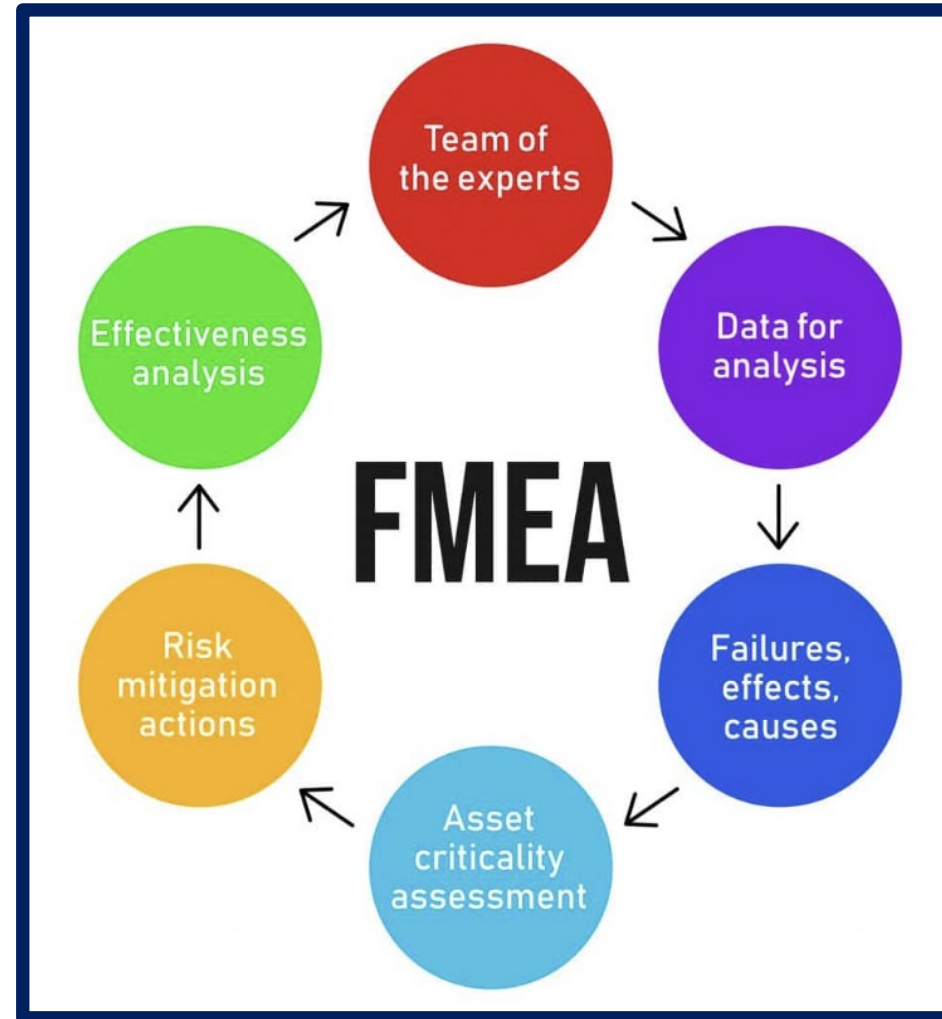 Team of
the experts
Data for
analysis
Failures,
effects,
causes
Asset
criticality
assessment
Risk
mitigation
actions
Effectiveness
analysis
FMEA